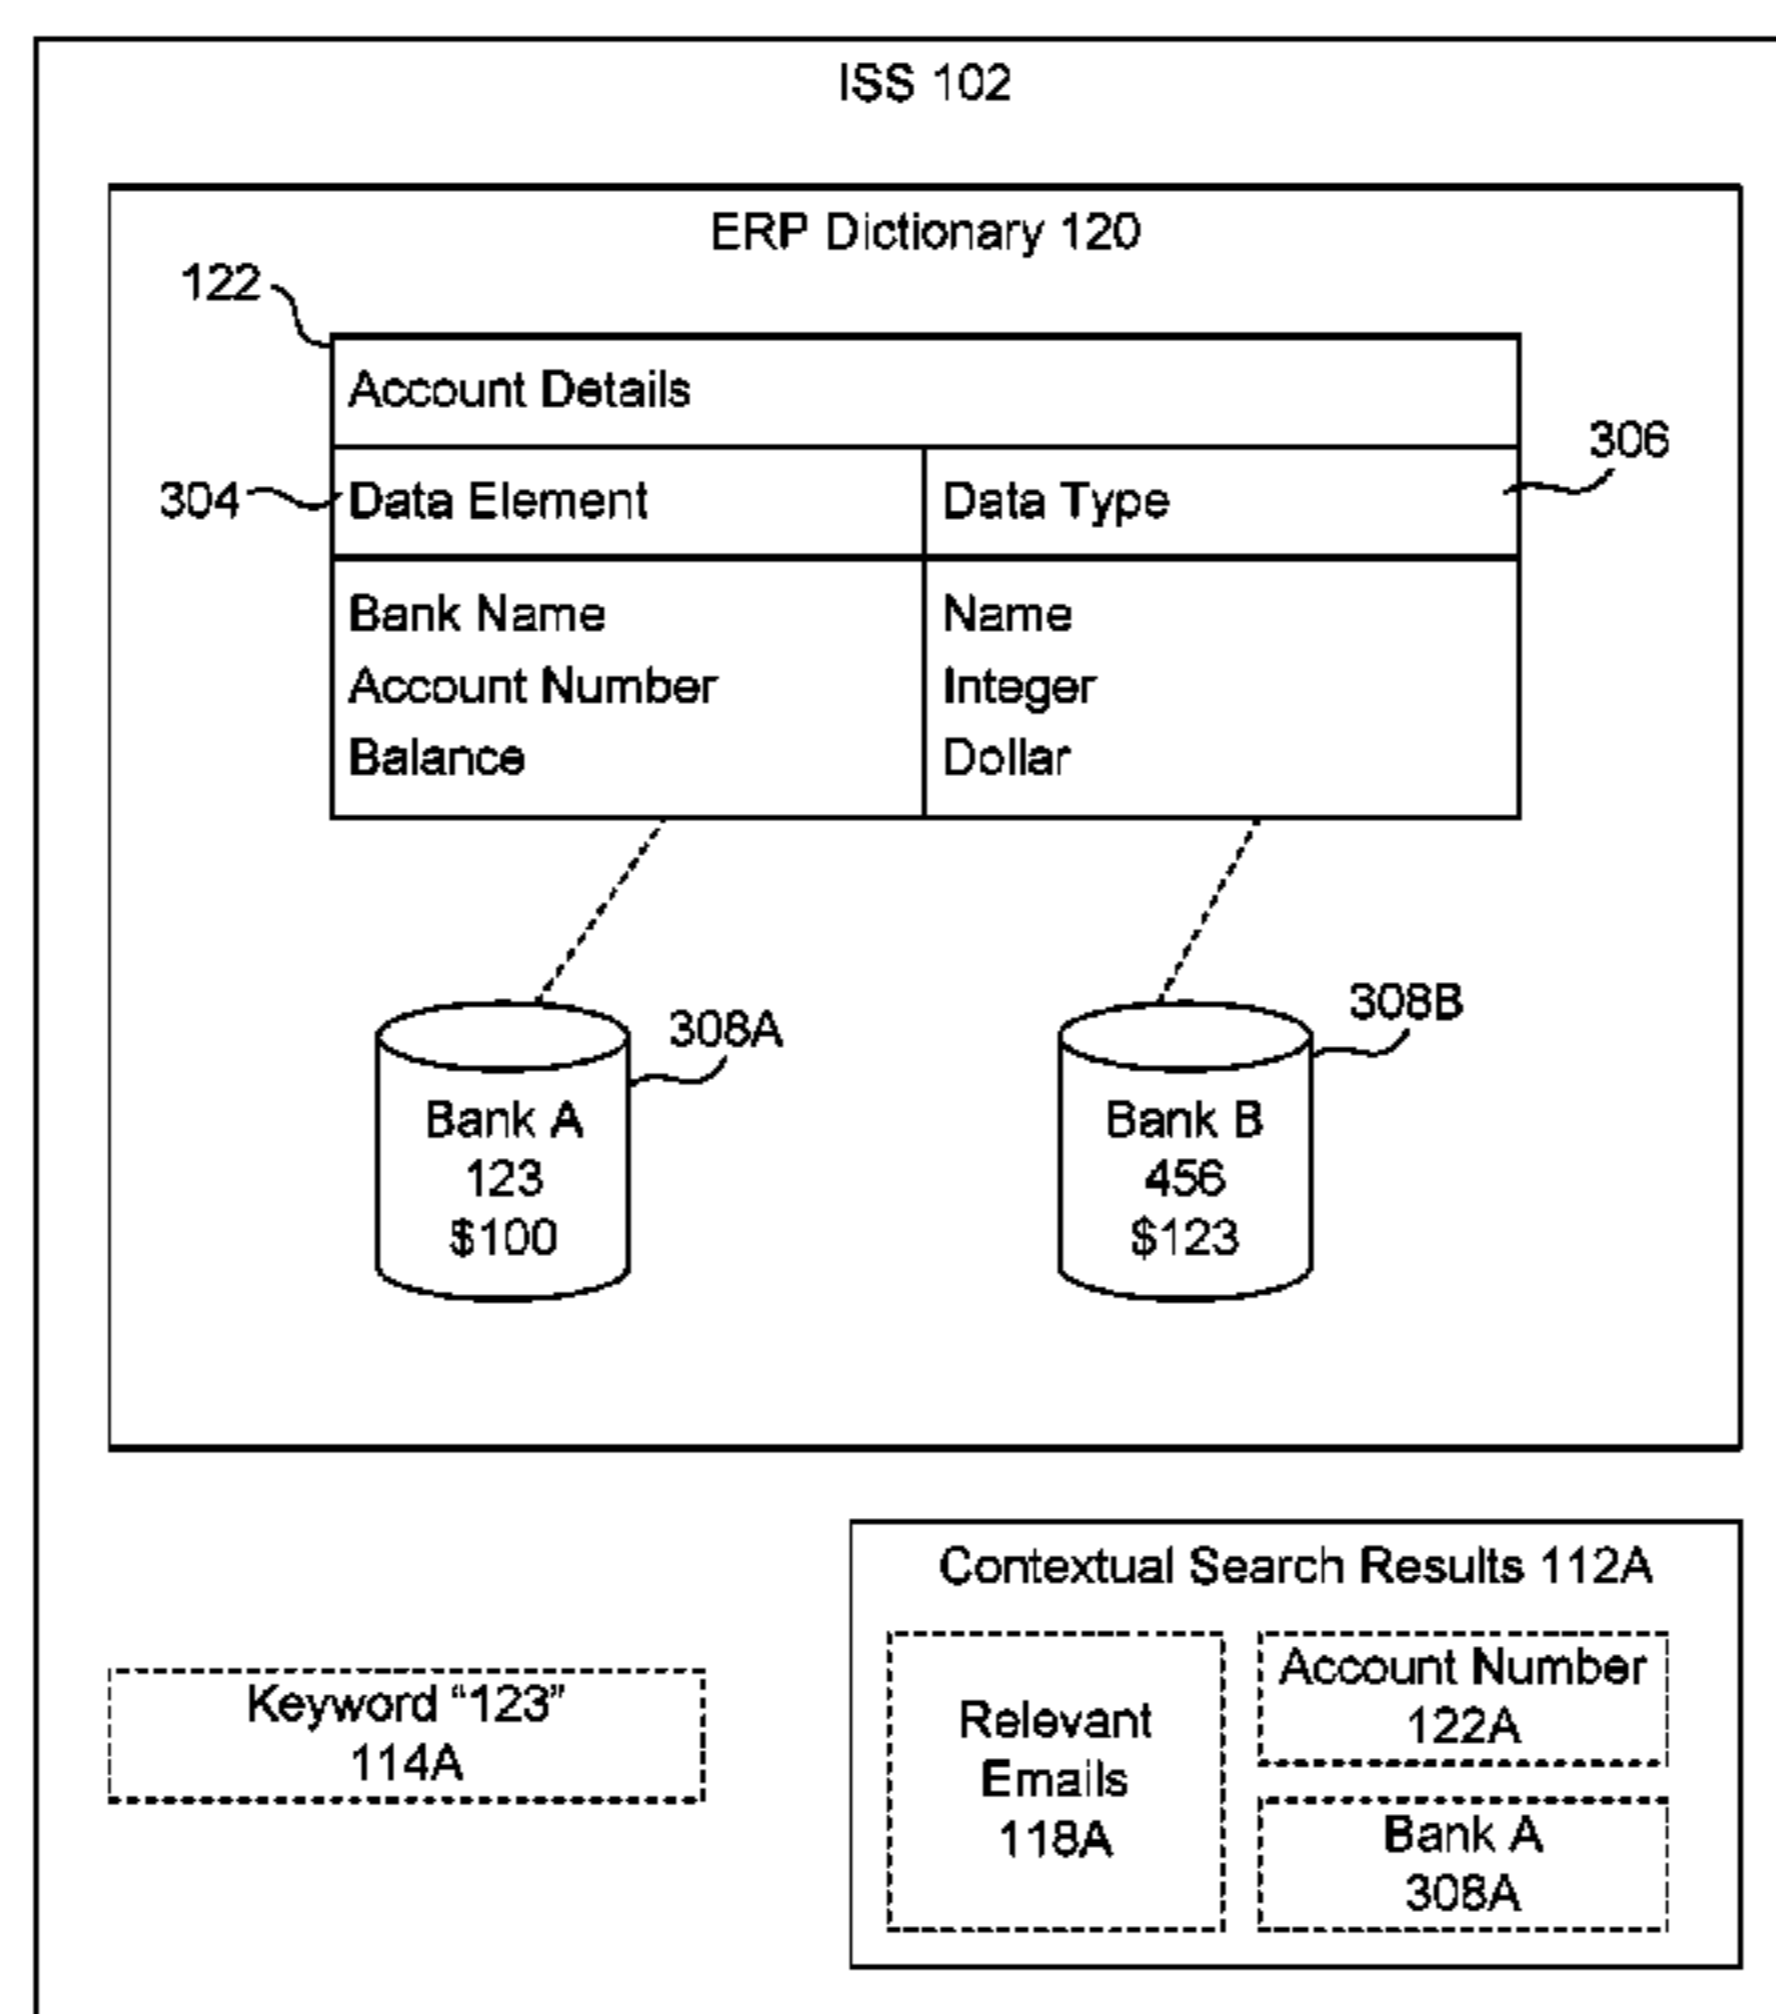 ISS 102
ERP Dictionary 120
122
Account Details
306
304
Data Element
Data Type
Bank Name
Name
Account Number
Integer
Balance
Dollar
308A
308B
Bank A
123
$100
Bank B
456
$123
Keyword “123”
114A
Contextual Search Results 112A
Relevant
Emails
118A
Account Number
122A
Bank A
308A